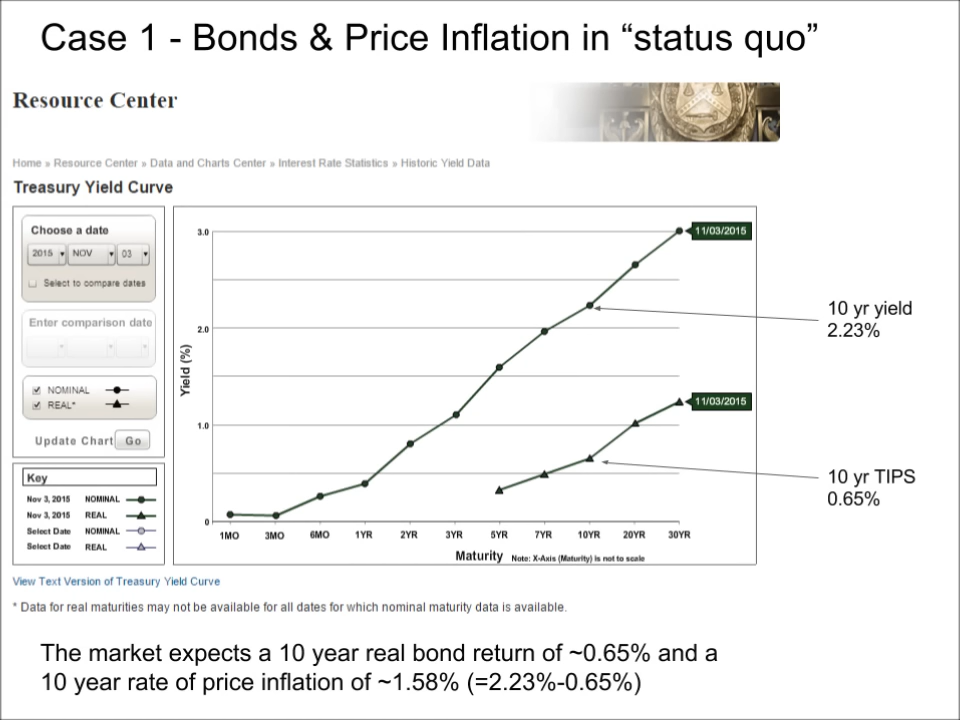 Case 1 - Bonds & Price Inflation in “status quo”
Resource Center
Home » Resource Center » Data and Charts Center » Interest Rate Statistics » Historic Yield Data
Treasury Yield Curve
Choose a date
2015 NOV 03
Select to compare dates
Enter comparison date
NOMINAL
REAL*
Update Chart Go
Key
Nov 3, 2015 NOMINAL
Nov 3, 2015 REAL
Select Date NOMINAL
Select Date REAL
Yield (%)
3.0
2.0
1.0
0
1MO 3MO 6MO 1YR 2YR 3YR 5YR 7YR 10YR 20YR 30YR
Maturity Note: X-Axis (Maturity) is not to scale
11/03/2015
11/03/2015
10 yr yield
2.23%
10 yr TIPS
0.65%
View Text Version of Treasury Yield Curve
* Data for real maturities may not be available for all dates for which nominal maturity data is available.
The market expects a 10 year real bond return of ~0.65% and a
10 year rate of price inflation of ~1.58% (=2.23%-0.65%)